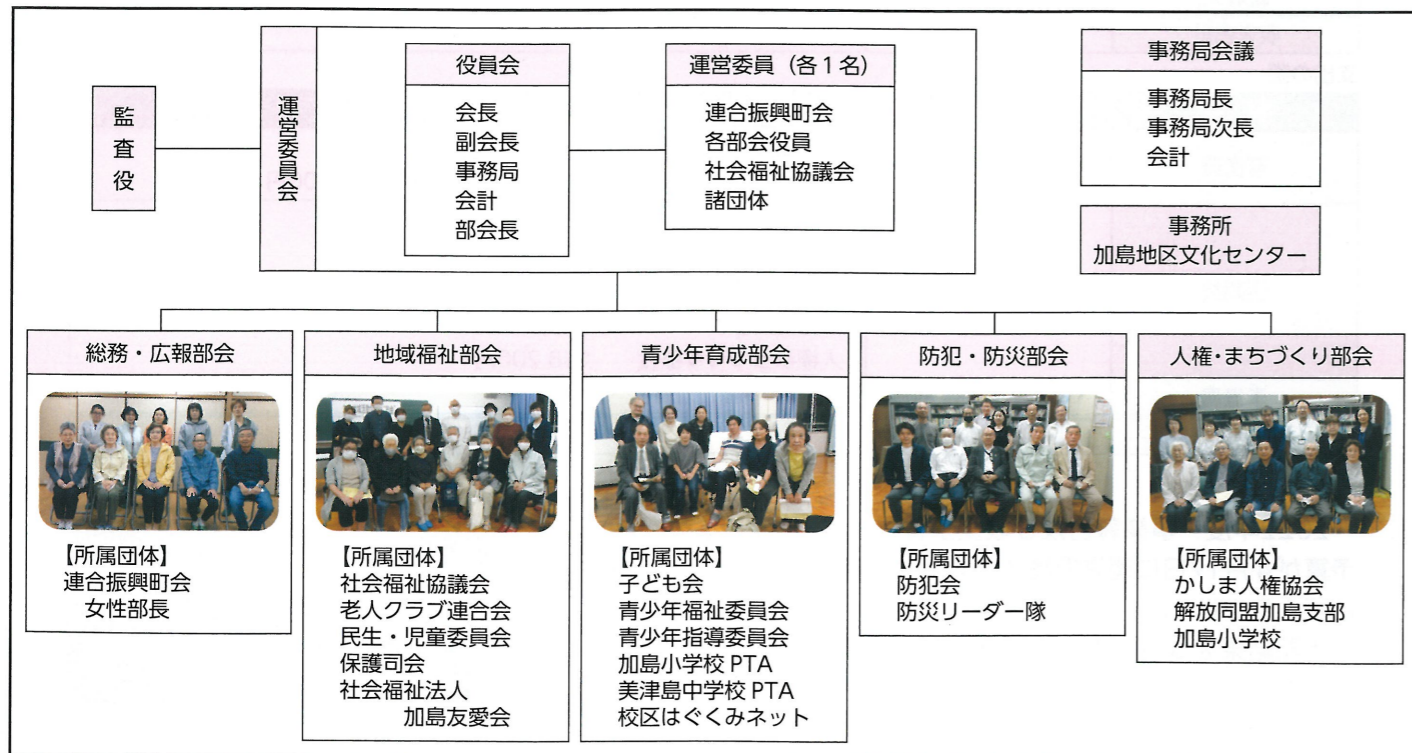 監査役
運営委員会
役員会
会長
副会長
事務局
会計
部会長
運営委員（各１名）
連合振興町会
各部会役員
社会福祉協議会
諸団体
事務局会議
事務局長
事務局次長
会計
事務所
加島地区文化センター
総務・広報部会
【所属団体】
連合振興町会
女性部長
地域福祉部会
【所属団体】
社会福祉協議会
老人クラブ連合会
民生・児童委員会
保護司会
社会福祉法人
加島友愛会
青少年育成部会
【所属団体】
子ども会
青少年福祉委員会
青少年指導委員会
加島小学校 PTA
美津島中学校 PTA
校区はぐくみネット
防犯・防災部会
【所属団体】
防犯会
防災リーダー隊
人権・まちづくり部会
【所属団体】
かしま人権協会
解放同盟加島支部
加島小学校